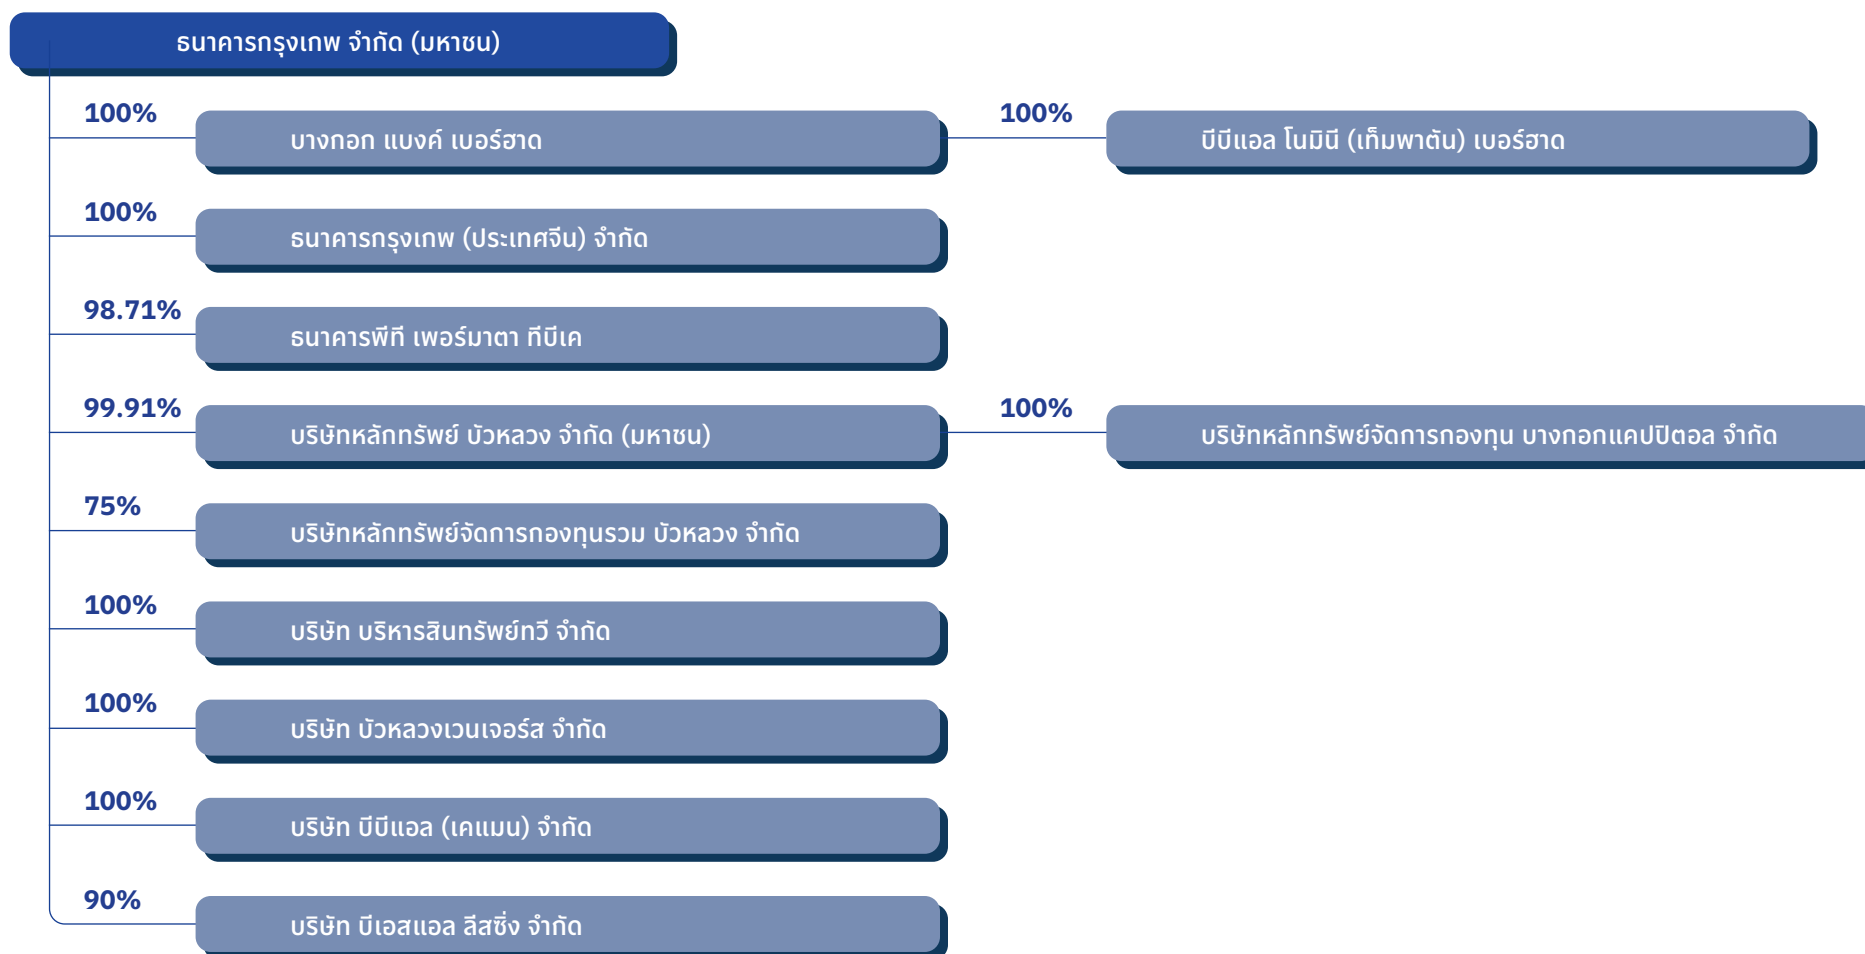 ธนาคารกรุงเทพ จำกัด (มหาชน)
100%
บางกอก แบงค์ เบอร์ฮาด
100%
บีบีแอล โนมินี (เท็มพาตัน) เบอร์ฮาด
100%
ธนาคารกรุงเทพ (ประเทศจีน) จำกัด
98.71%
ธนาคารพีที เพอร์มาตา ทีบีเค
99.91%
บริษัทหลักทรัพย์ บัวหลวง จำกัด (มหาชน)
100%
บริษัทหลักทรัพย์จัดการกองทุน บางกอกแคปปิตอล จำกัด
75%
บริษัทหลักทรัพย์จัดการกองทุนรวม บัวหลวง จำกัด
100%
บริษัท บริหารสินทรัพย์ทวี จำกัด
100%
บริษัท บัวหลวงเวนเจอร์ส จำกัด
100%
บริษัท บีบีแอล (เคแมน) จำกัด
90%
บริษัท บีเอสแอล ลีสซิ่ง จำกัด